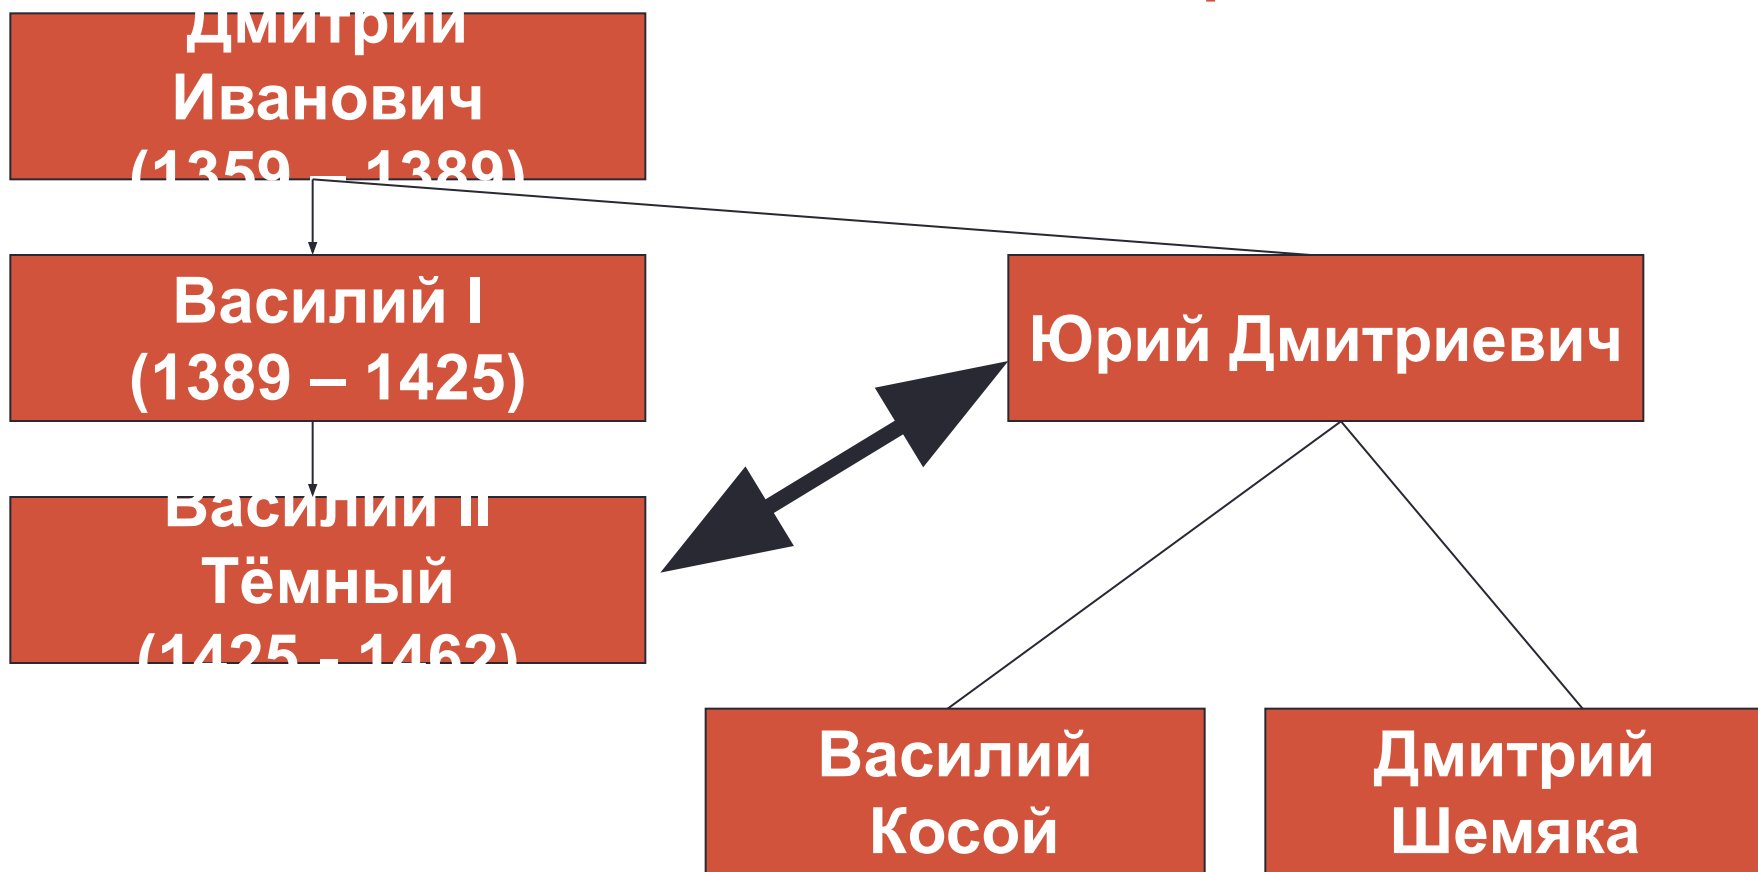 Дмитрий
Иванович
(1359 – 1389)
Василий I
(1389 – 1425)
Юрий Дмитриевич
Василий II
Тёмный
(1425 - 1462)
Василий
Косой
Дмитрий
Шемяка